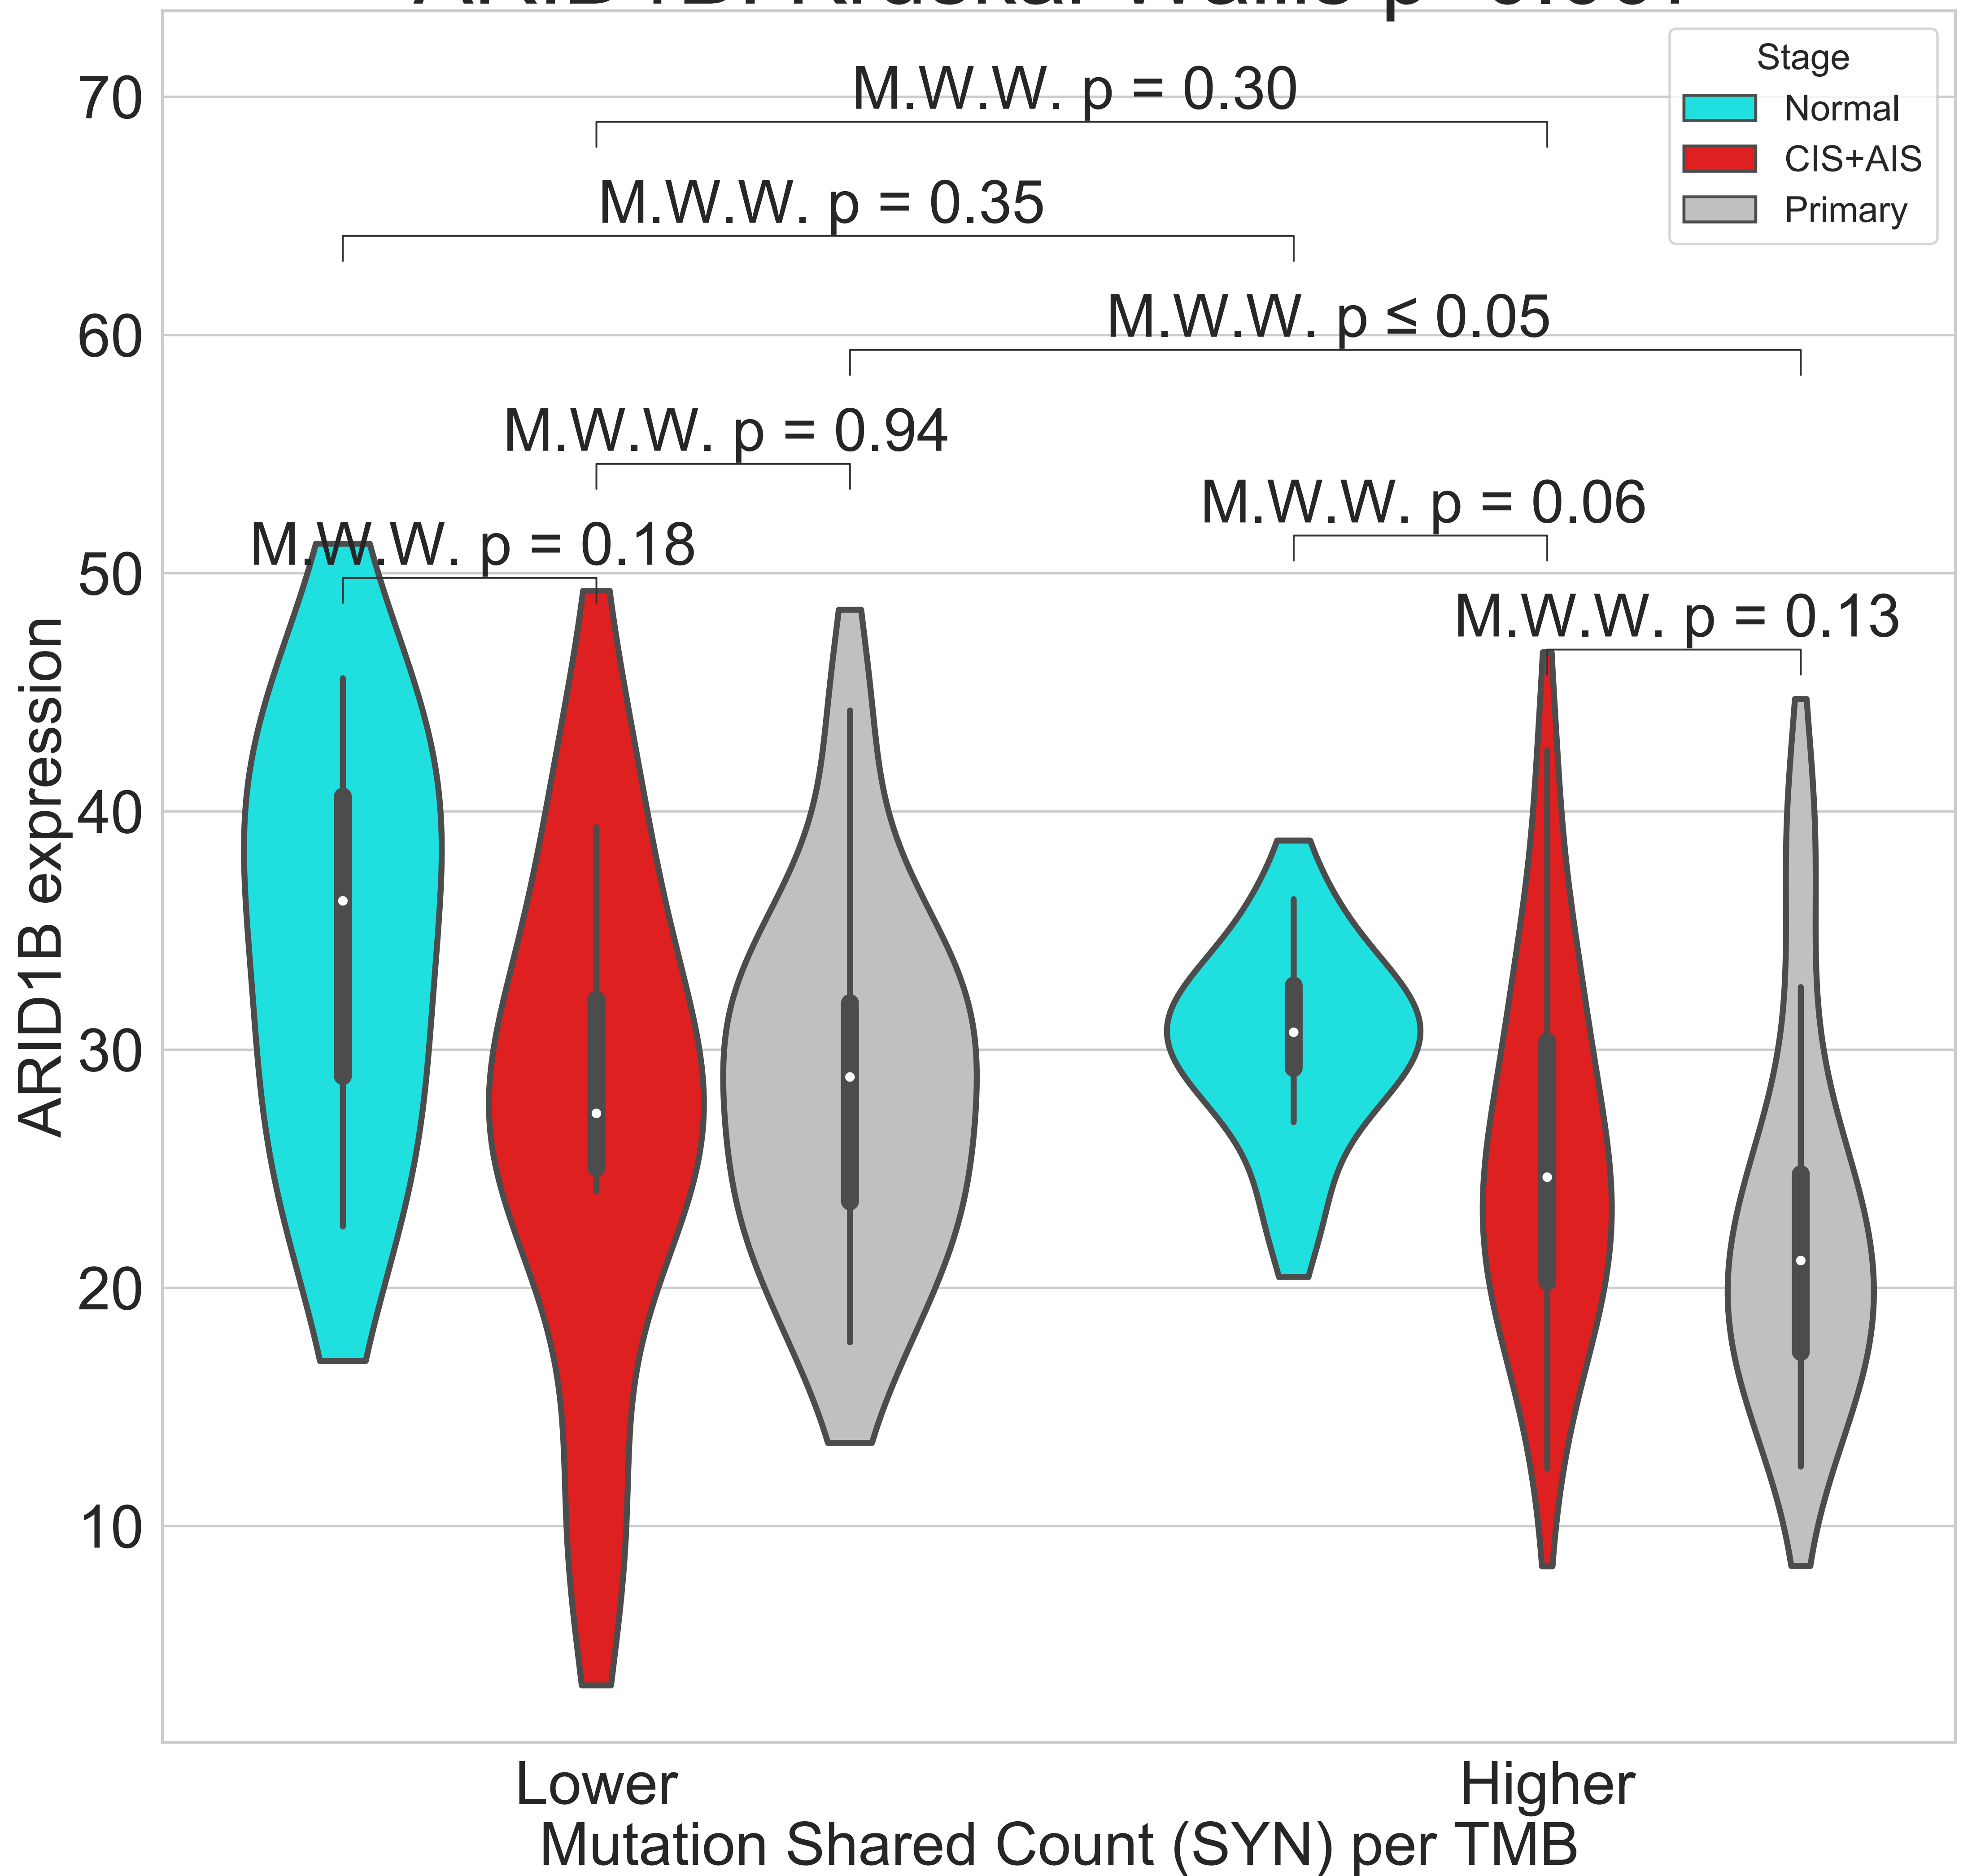 Stage
Normal
CIS+AIS
Primary
M.W.W. p = 0.30
M.W.W. p = 0.35
M.W.W. p ≤ 0.05
M.W.W. p = 0.94
M.W.W. p = 0.06
M.W.W. p = 0.18
M.W.W. p = 0.13
70
60
50
40
30
20
10
ARID1B expression
Lower
Higher
Mutation Shared Count (SYN) per TMB